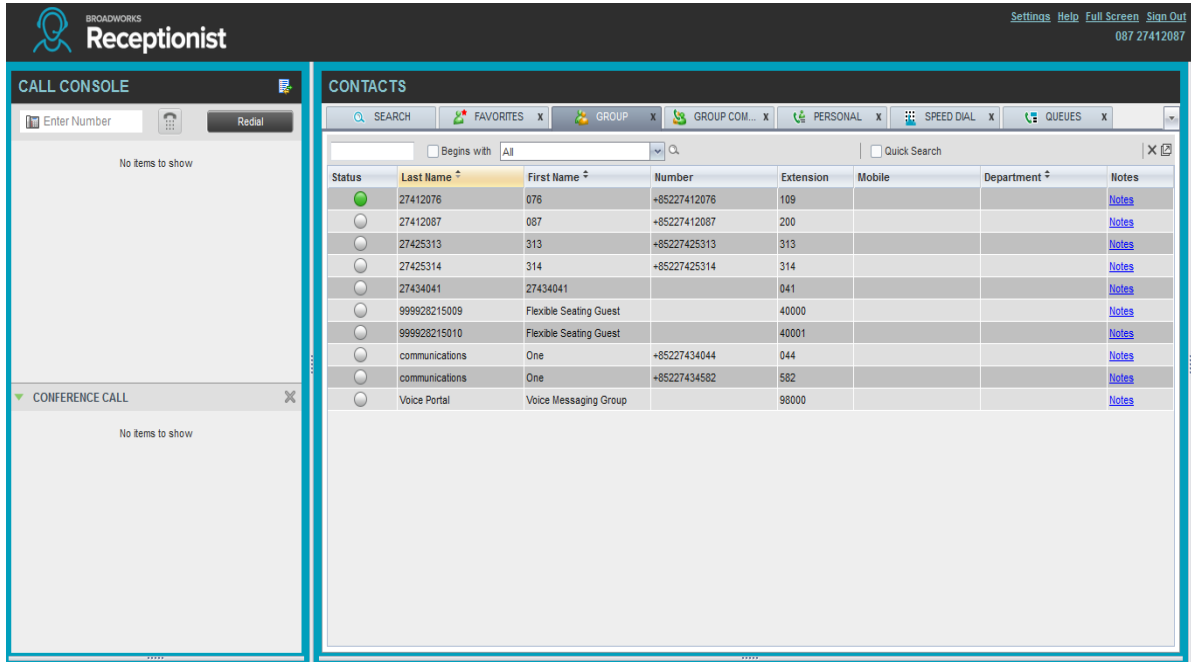 BROADWORKS
Receptionist
Settings Help Full Screen Sign Out
087 27412087
CALL CONSOLE
Enter Number Redial
No items to show
CONFERENCE CALL
No items to show
CONTACTS
SEARCH FAVORITES X GROUP X GROUP COM... X PERSONAL X SPEED DIAL X QUEUES X
Begins with All Quick Search
Status Last Name First Name Number Extension Mobile Department Notes
27412076 076 +85227412076 109 Notes
27412087 087 +85227412087 200 Notes
27425313 313 +85227425313 313 Notes
27425314 314 +85227425314 314 Notes
27434041 27434041 041 Notes
999928215009 Flexible Seating Guest 40000 Notes
999928215010 Flexible Seating Guest 40001 Notes
communications One +85227434044 044 Notes
communications One +85227434582 582 Notes
Voice Portal Voice Messaging Group 98000 Notes